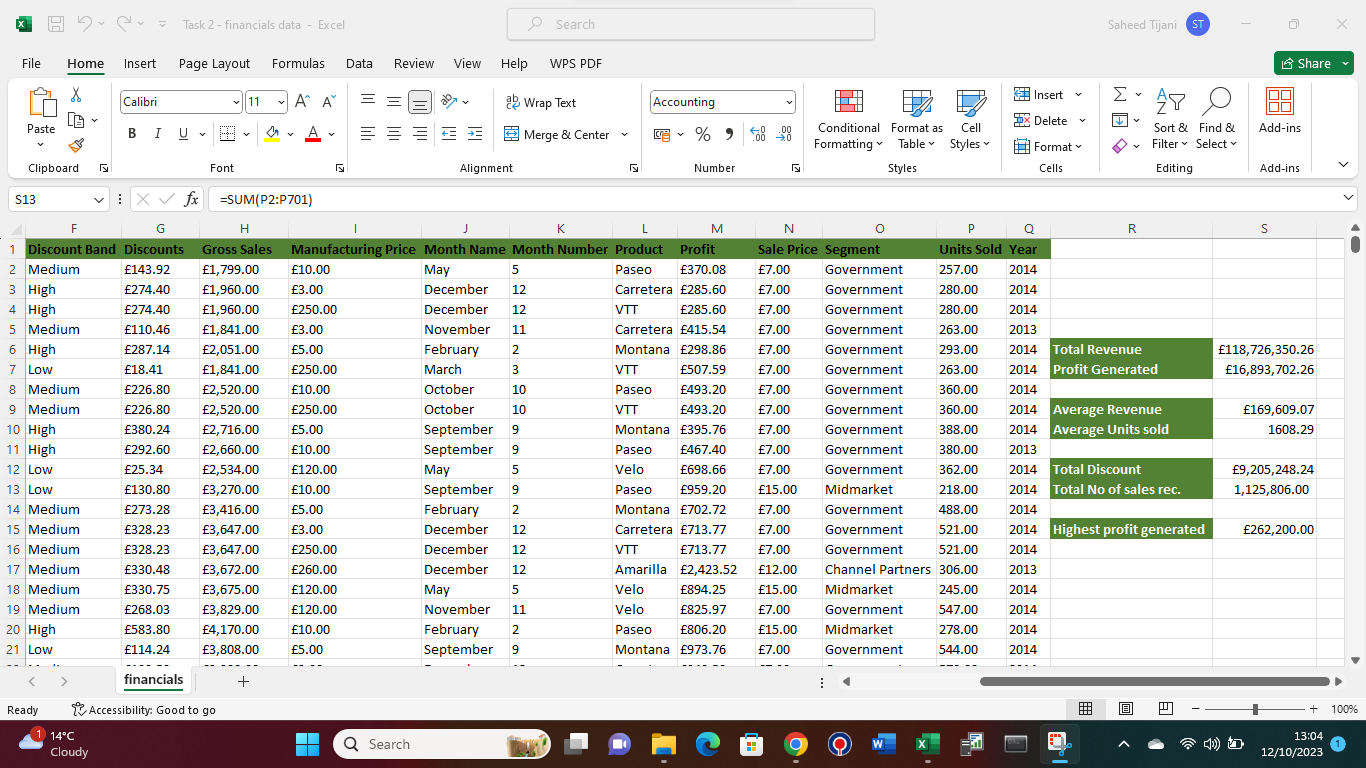 Task 2 - financials data - Excel Search Saheed Tijani ST
File Home Insert Page Layout Formulas Data Review View Help WPS PDF Share
Paste Calibri 11 A A ab Wrap Text Accounting Conditional Formatting Format as Table Cell Styles Insert Delete Format Sort & Filter Find & Select Add-ins
B I U A Merge & Center %
Clipboard Font Alignment Number Styles Cells Editing Add-ins
S13 fx =SUM(P2:P701)
F G H I J K L M N O P Q R S
1 Discount Band Discounts Gross Sales Manufacturing Price Month Name Month Number Product Profit Sale Price Segment Units Sold Year
2 Medium £143.92 £1,799.00 £10.00 May 5 Paseo £370.08 £7.00 Government 257.00 2014
3 High £274.40 £1,960.00 £3.00 December 12 Carretera £285.60 £7.00 Government 280.00 2014
4 High £274.40 £1,960.00 £250.00 December 12 VTT £285.60 £7.00 Government 280.00 2014
5 Medium £110.46 £1,841.00 £3.00 November 11 Carretera £415.54 £7.00 Government 263.00 2013
6 High £287.14 £2,051.00 £5.00 February 2 Montana £298.86 £7.00 Government 293.00 2014 Total Revenue £118,726,350.26
7 Low £18.41 £1,841.00 £250.00 March 3 VTT £507.59 £7.00 Government 263.00 2014 Profit Generated £16,893,702.26
8 Medium £226.80 £2,520.00 £10.00 October 10 Paseo £493.20 £7.00 Government 360.00 2014
9 Medium £226.80 £2,520.00 £250.00 October 10 VTT £493.20 £7.00 Government 360.00 2014 Average Revenue £169,609.07
10 High £380.24 £2,716.00 £5.00 September 9 Montana £395.76 £7.00 Government 388.00 2014 Average Units sold 1608.29
11 High £292.60 £2,660.00 £10.00 September 9 Paseo £467.40 £7.00 Government 380.00 2013
12 Low £25.34 £2,534.00 £120.00 May 5 Velo £698.66 £7.00 Government 362.00 2014 Total Discount £9,205,248.24
13 Low £130.80 £3,270.00 £10.00 September 9 Paseo £959.20 £15.00 Midmarket 218.00 2014 Total No of sales rec. 1,125,806.00
14 Medium £273.28 £3,416.00 £5.00 February 2 Montana £702.72 £7.00 Government 488.00 2014
15 Medium £328.23 £3,647.00 £3.00 December 12 Carretera £713.77 £7.00 Government 521.00 2014 Highest profit generated £262,200.00
16 Medium £328.23 £3,647.00 £250.00 December 12 VTT £713.77 £7.00 Government 521.00 2014
17 Medium £330.48 £3,672.00 £260.00 December 12 Amarilla £2,423.52 £12.00 Channel Partners 306.00 2013
18 Medium £330.75 £3,675.00 £120.00 May 5 Velo £894.25 £15.00 Midmarket 245.00 2014
19 Medium £268.03 £3,829.00 £120.00 November 11 Velo £825.97 £7.00 Government 547.00 2014
20 High £583.80 £4,170.00 £10.00 February 2 Paseo £806.20 £15.00 Midmarket 278.00 2014
21 Low £114.24 £3,808.00 £5.00 September 9 Montana £973.76 £7.00 Government 544.00 2014
financials
Ready Accessibility: Good to go 100%
1 14°C Cloudy Search 13:04 12/10/2023 1